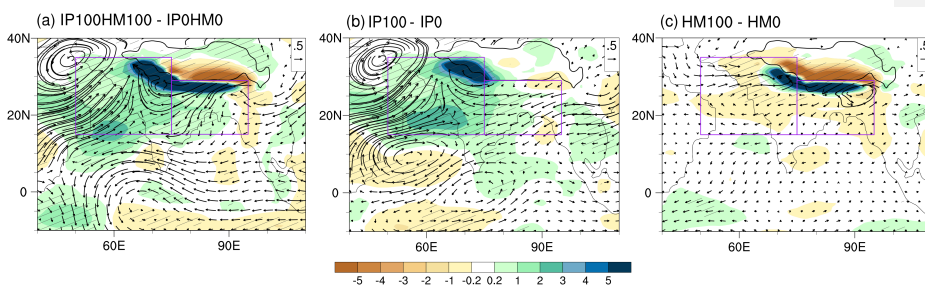 (a) IP100HM100 - IP0HM0
(b) IP100 - IP0
(c) HM100 - HM0
40N
20N
0
60E
90E
.5
40N
20N
0
60E
90E
.5
40N
20N
0
60E
90E
.5
-5 -4 -3 -2 -1 -0.2 0.2 1 2 3 4 5